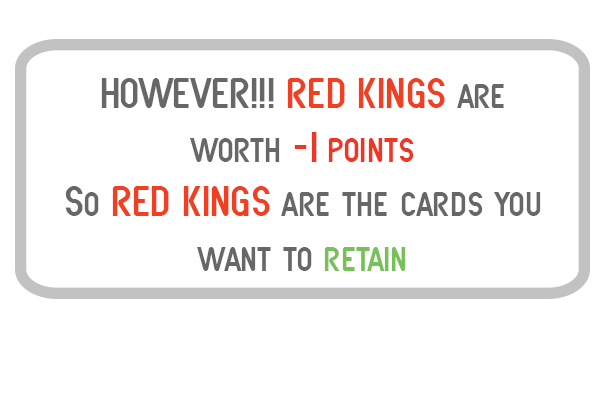 HOWEVER!!! RED KINGS ARE
WORTH -1 POINTS
SO RED KINGS ARE THE CARDS YOU
WANT TO RETAIN